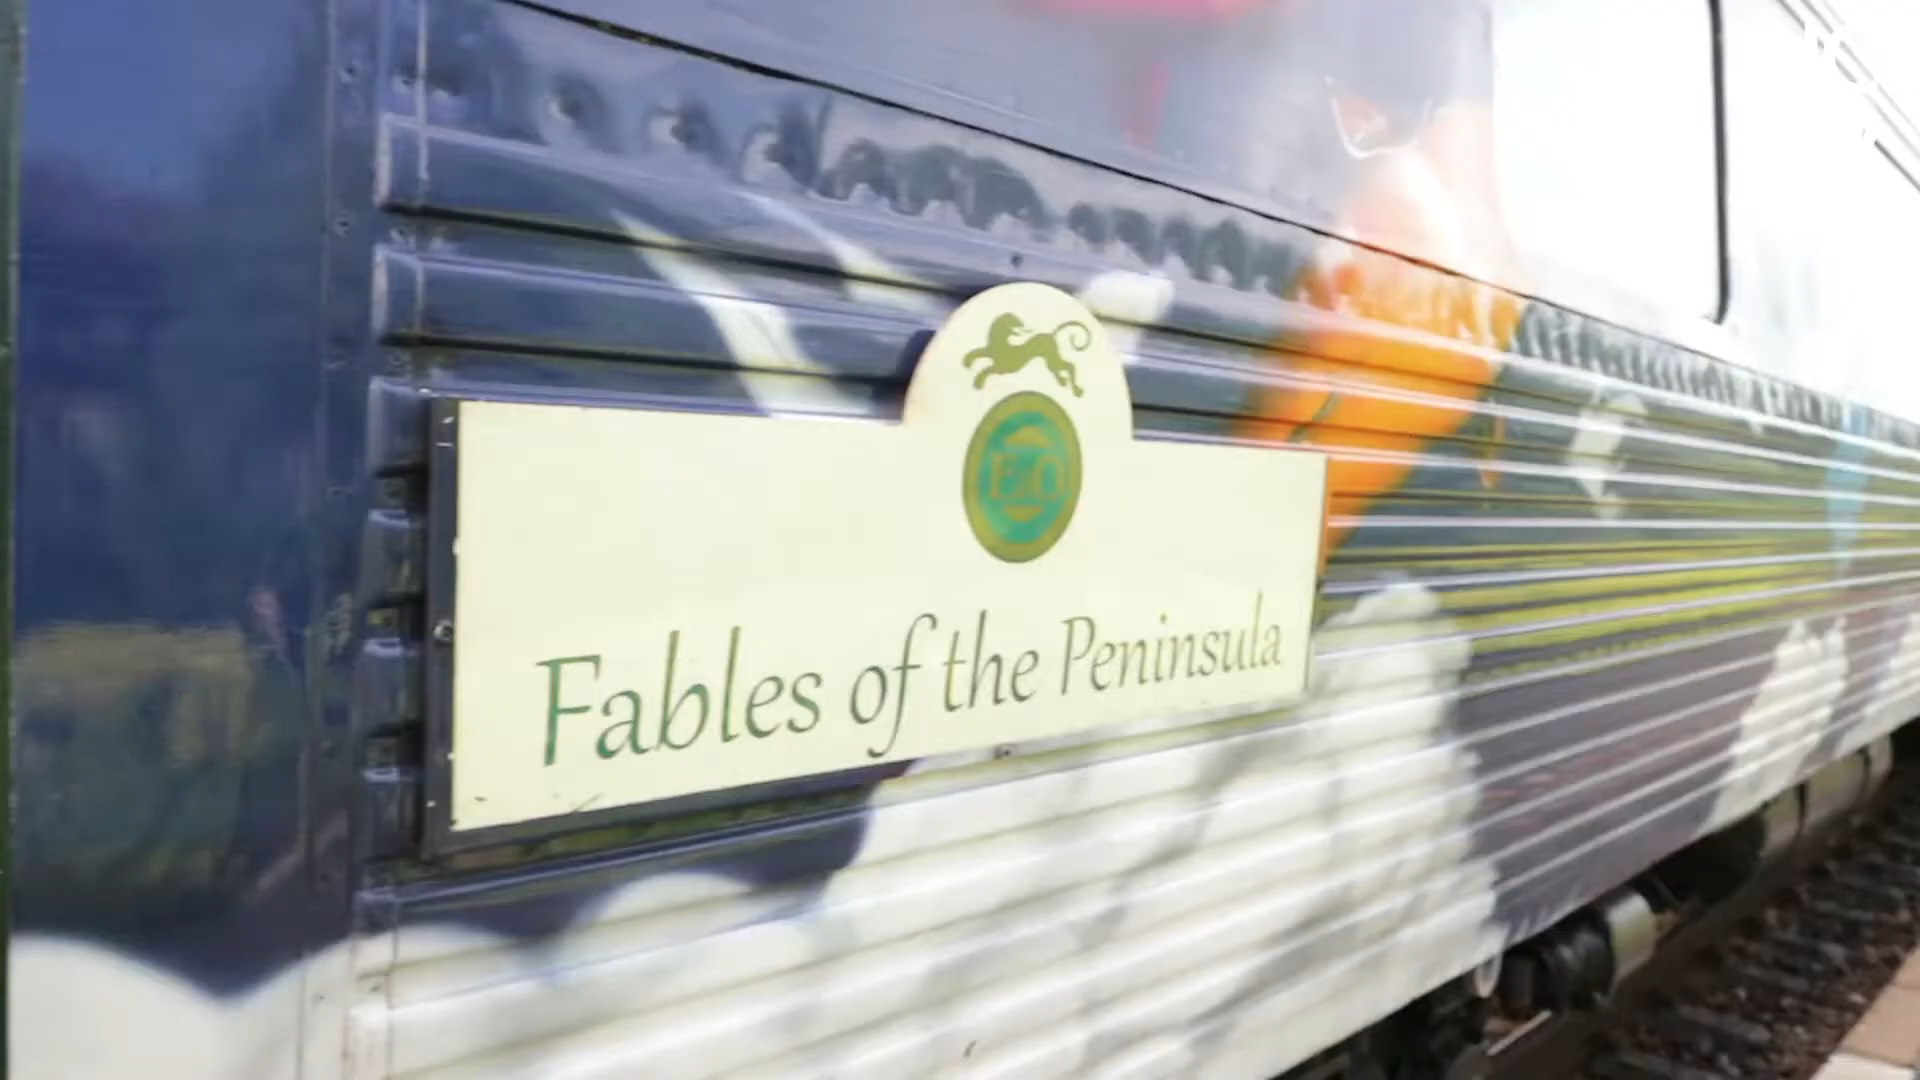 E&O
Fables of the Peninsula